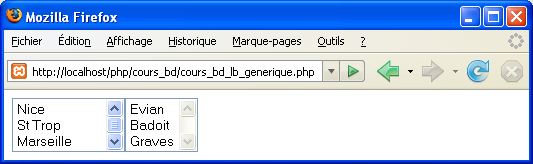 Mozilla Firefox
Fichier Édition Affichage Historique Marque-pages Outils ?
http://localhost/php/cours_bd/cours_bd_lb_generique.php
Nice Evian
St Trop Badoit
Marseille Graves